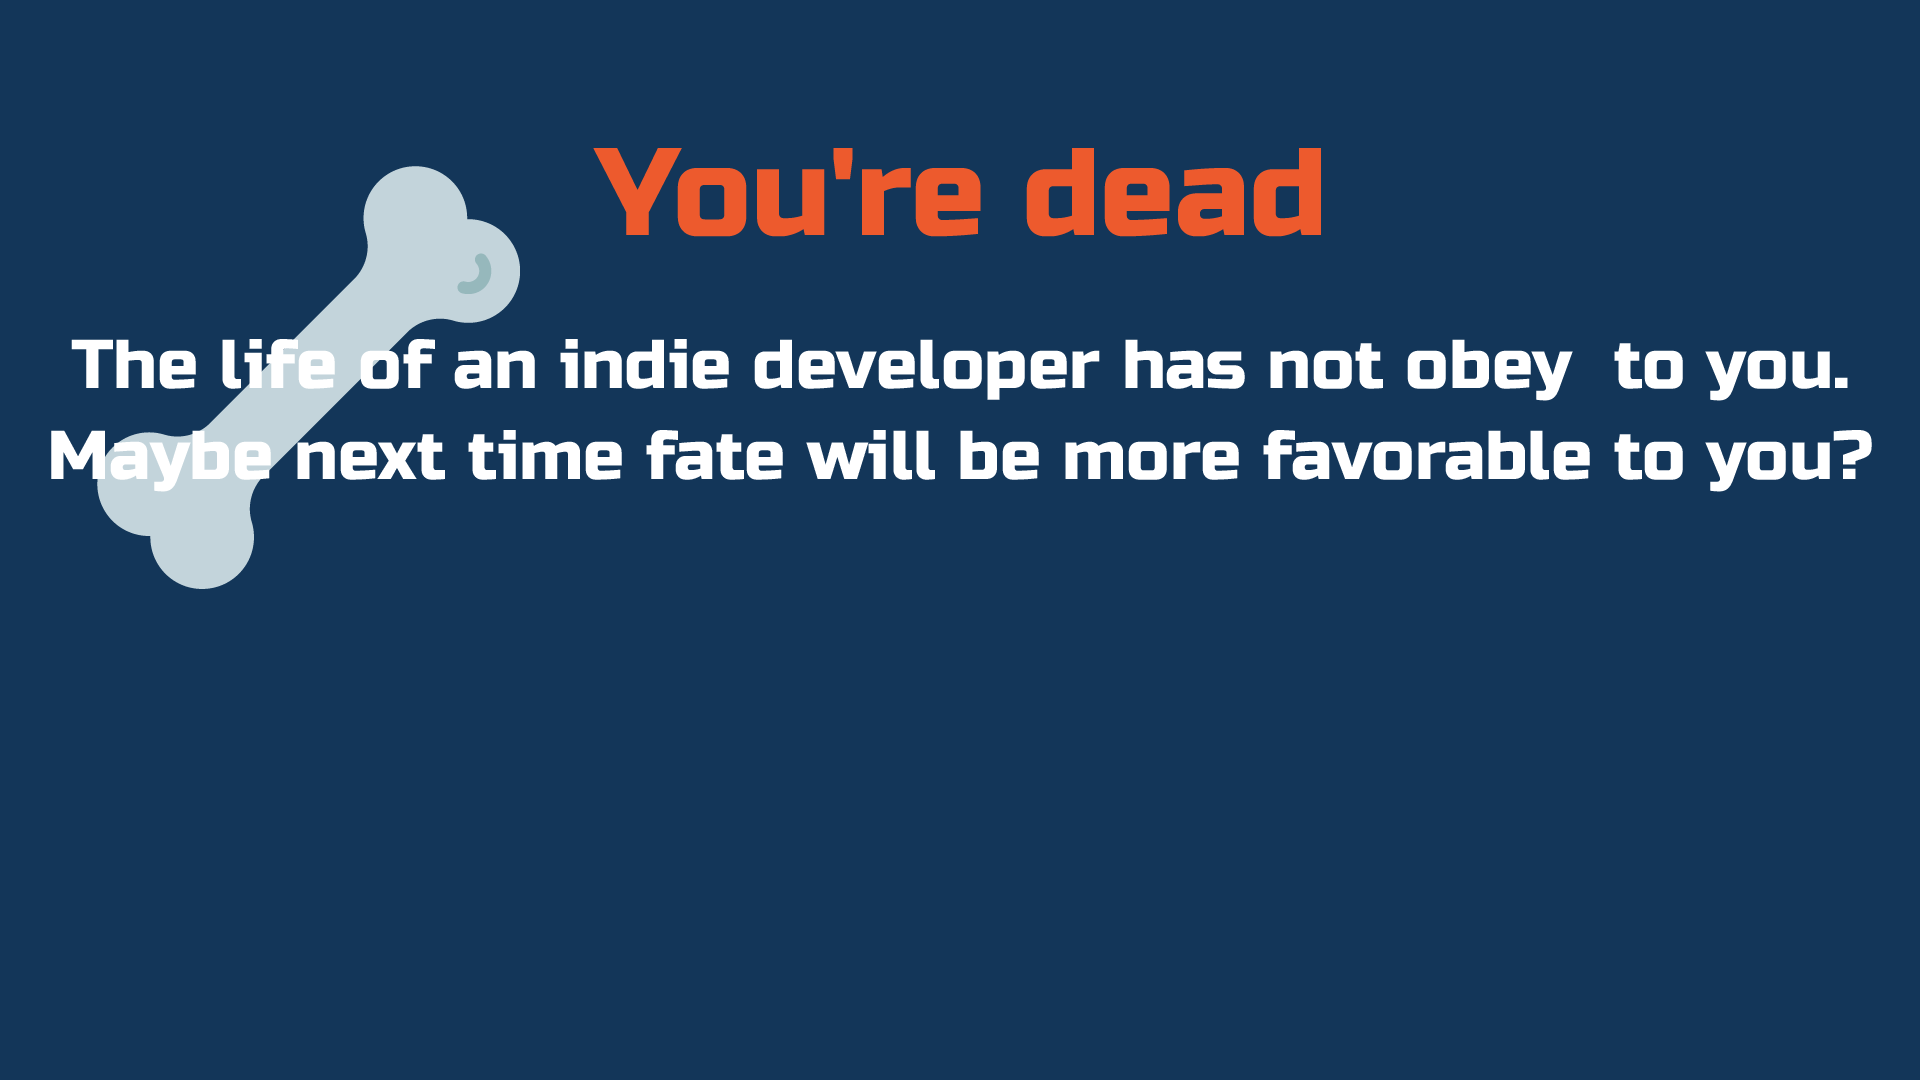 You're dead
The life of an indie developer has not obey  to you.
Maybe next time fate will be more favorable to you?